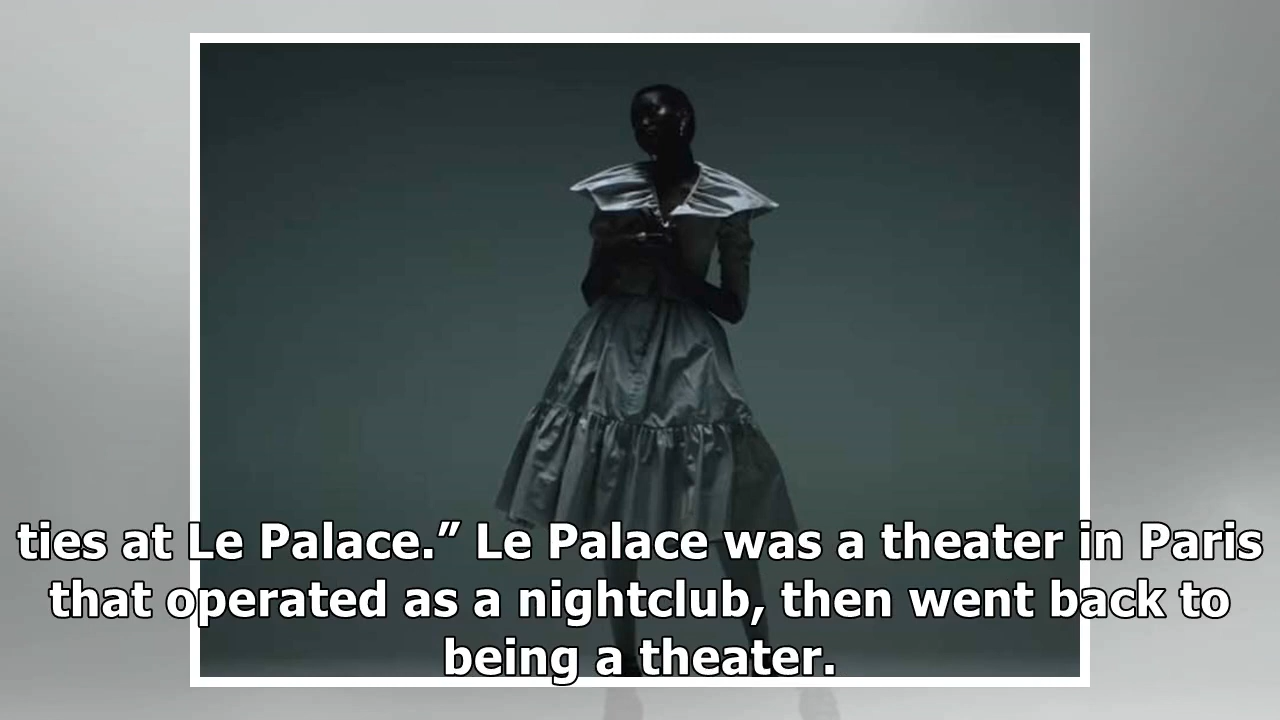 ties at Le Palace.” Le Palace was a theater in Paris
that operated as a nightclub, then went back to
being a theater.